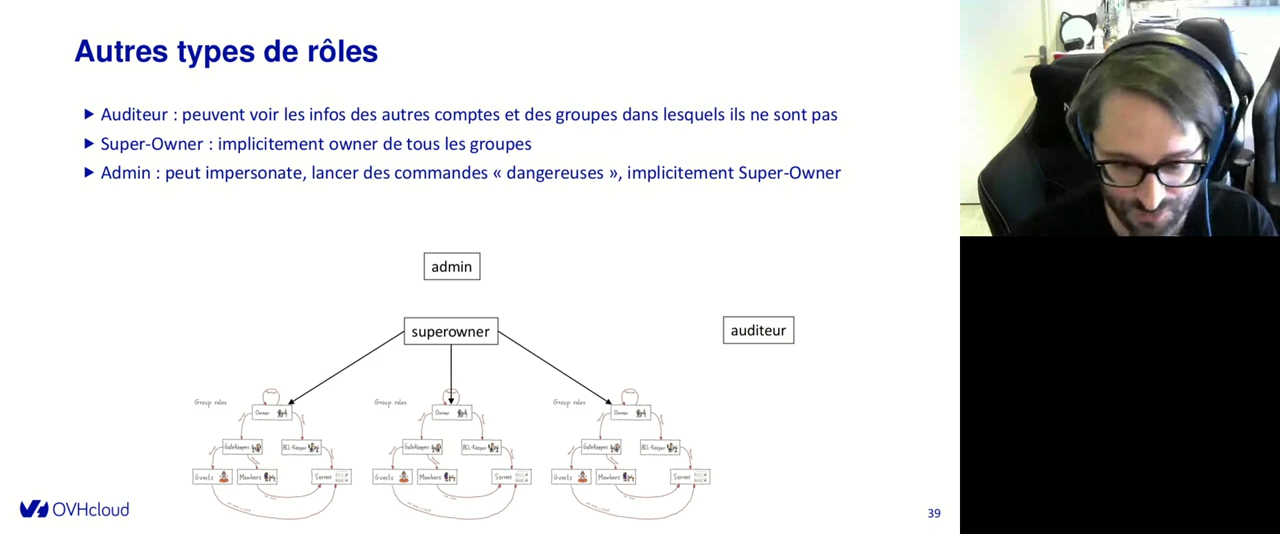 Autres types de rôles
Auditeur : peuvent voir les infos des autres comptes et des groupes dans lesquels ils ne sont pas
Super-Owner : implicitement owner de tous les groupes
Admin : peut impersonate, lancer des commandes « dangereuses », implicitement Super-Owner
admin
superowner
auditeur
Group roles
Group roles
Group roles
Owner
Owner
Owner
GateKeepers
ACL-Keeper
GateKeepers
ACL-Keeper
GateKeepers
ACL-Keeper
Guests
Members
Servers
Guests
Members
Servers
Guests
Members
Servers
OVHcloud
39